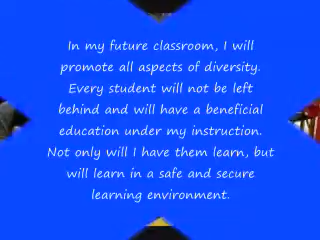 In my future classroom, I will
promote all aspects of diversity.
Every student will not be left
behind and will have a beneficial
education under my instruction.
Not only will I have them learn, but
will learn in a safe and secure
learning environment.